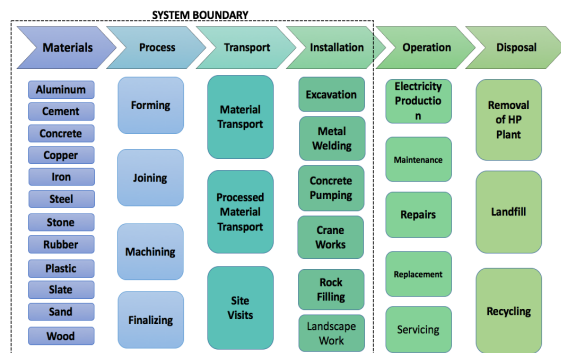 SYSTEM BOUNDARY
Materials
Process
Transport
Installation
Operation
Disposal
Aluminum
Cement
Concrete
Copper
Iron
Steel
Stone
Rubber
Plastic
Slate
Sand
Wood
Forming
Joining
Machining
Finalizing
Material
Transport
Processed
Material
Transport
Site
Visits
Excavation
Metal
Welding
Concrete
Pumping
Crane
Works
Rock
Filling
Landscape
Work
Electricity
Productio
n
Maintenance
Repairs
Replacement
Servicing
Removal
of HP
Plant
Landfill
Recycling